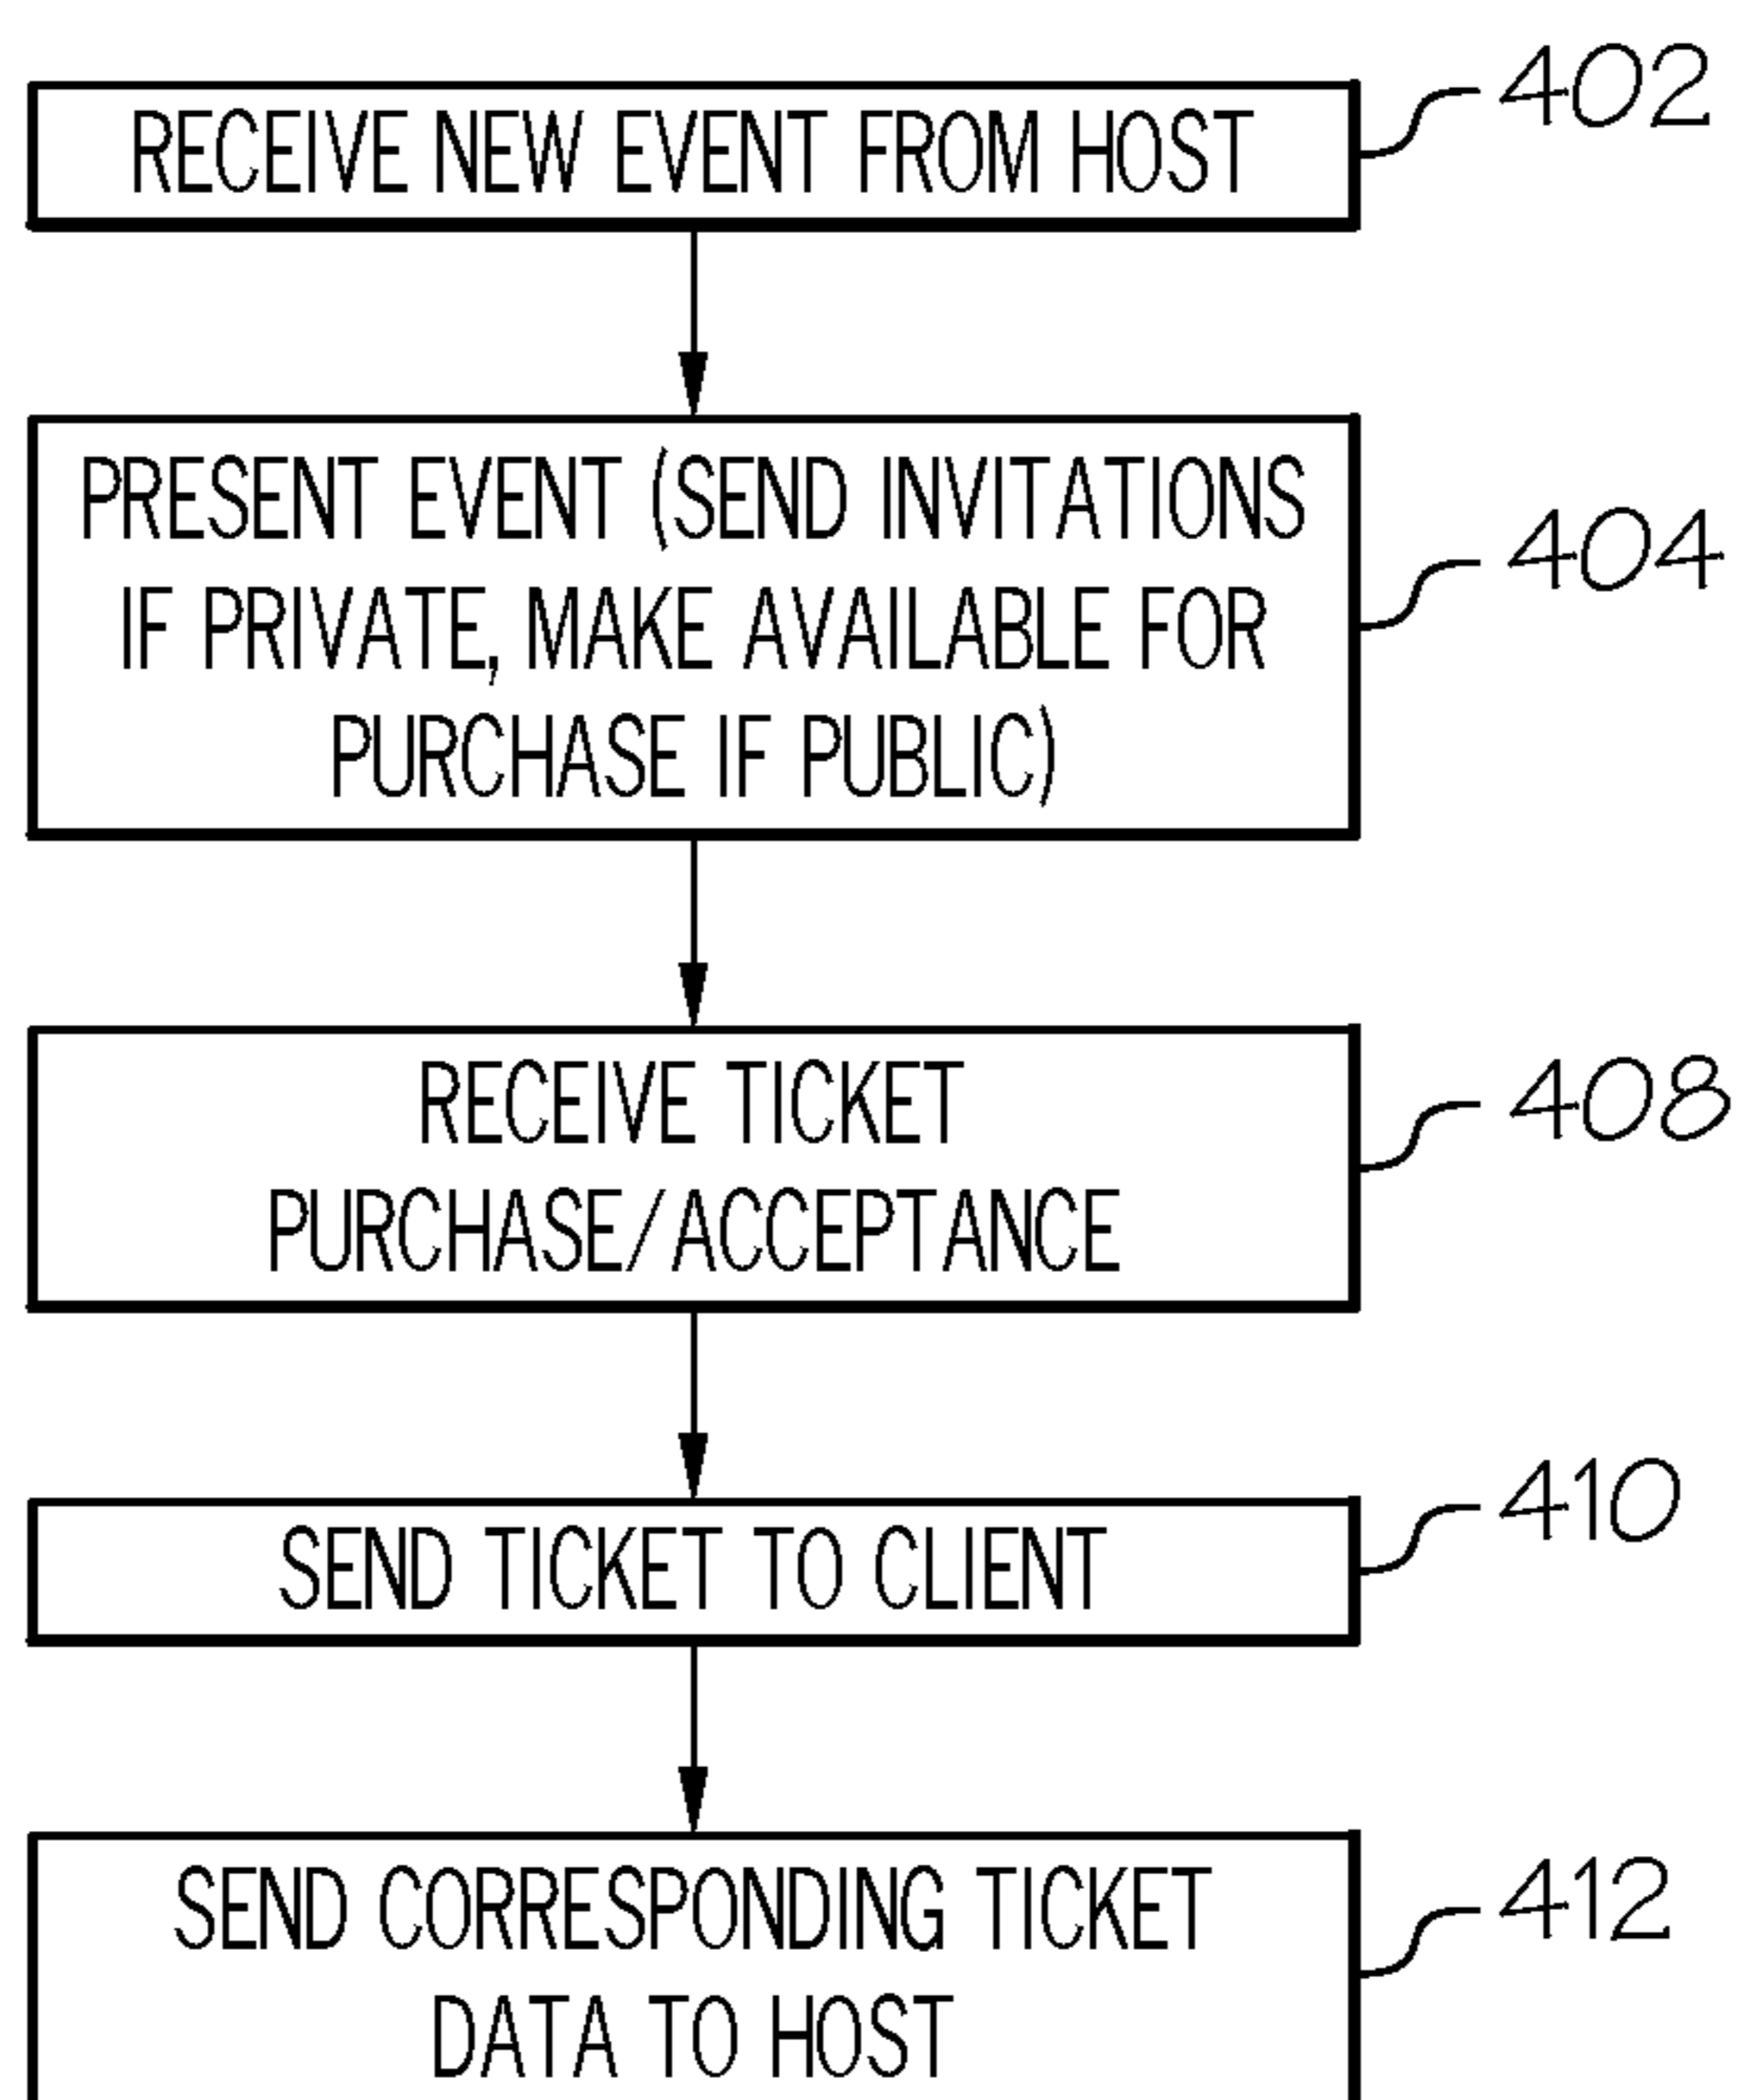 RECEIVE NEW EVENT FROM HOST
402
PRESENT EVENT (SEND INVITATIONS
IF PRIVATE, MAKE AVAILABLE FOR
PURCHASE IF PUBLIC)
404
RECEIVE TICKET
PURCHASE/ACCEPTANCE
408
SEND TICKET TO CLIENT
410
SEND CORRESPONDING TICKET
DATA TO HOST
412